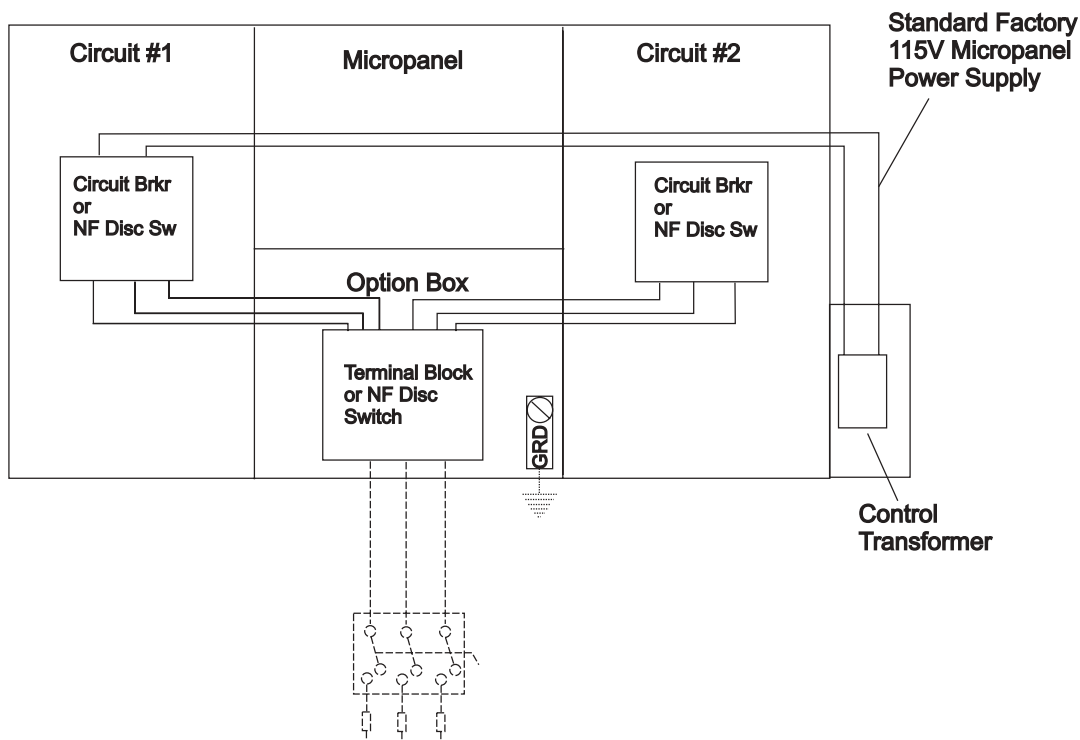 Standard Factory
115V Micropanel
Power Supply
Circuit #1
Micropanel
Circuit #2
Circuit Brkr
or
NF Disc Sw
Circuit Brkr
or
NF Disc Sw
Option Box
Terminal Block
or NF Disc
Switch
GRD
Control
Transformer